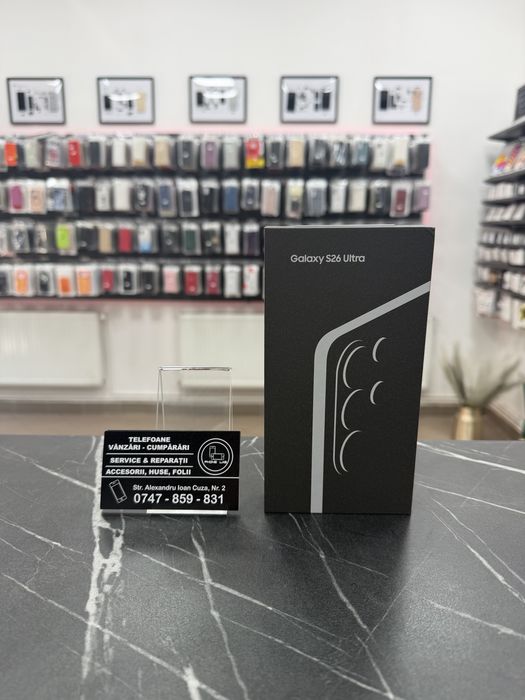 Galaxy S26 Ultra
TELEFOANE
VÂNZĂRI - CUMPĂRĂRI
SERVICE & REPARAȚII
ACCESORII, HUSE, FOLII
Str. Alexandru Ioan Cuza, Nr. 2
0747 - 859 - 831